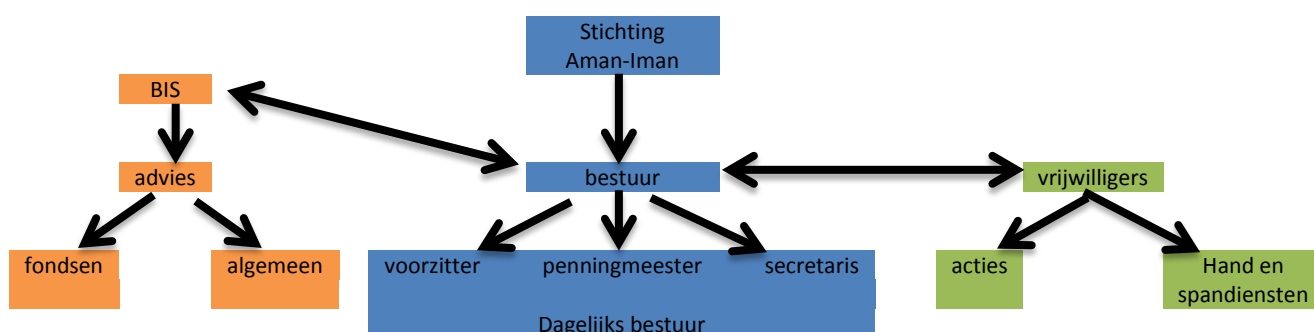 Stichting
Aman-Iman
BIS
advies
bestuur
vrijwilligers
fondsen
algemeen
voorzitter
penningmeester
secretaris
acties
Hand en
spandiensten
Dagelijks bestuur